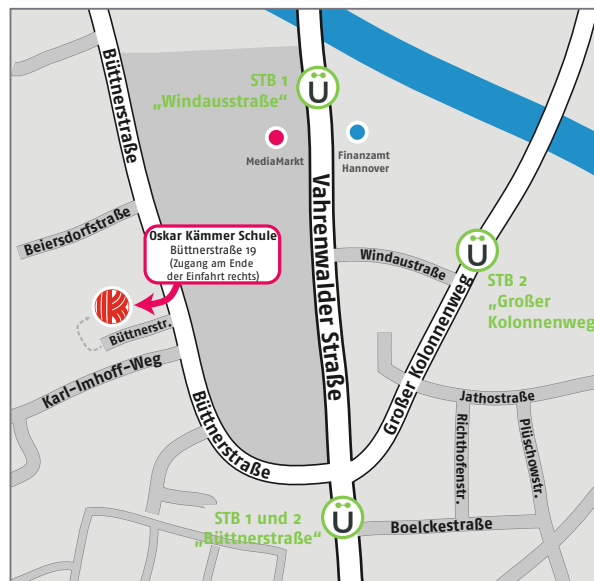 Büttnerstraße
STB 1
„Windausstraße“
Ü
MediaMarkt
Finanzamt
Hannover
Vahrenwalder Straße
Beiersdorfstraße
Oskar Kämmer Schule
Büttnerstraße 19
(Zugang am Ende
der Einfahrt rechts)
Windaustraße
Ü
STB 2
„Großer
Kolonnenweg
Großer Kolonnenweg
Büttnerstr.
Karl-Imhoff-Weg
Büttnerstraße
Jathostraße
Richthofenstr.
Plüschowstr.
STB 1 und 2
„Büttnerstraße“
Ü
Boelckestraße